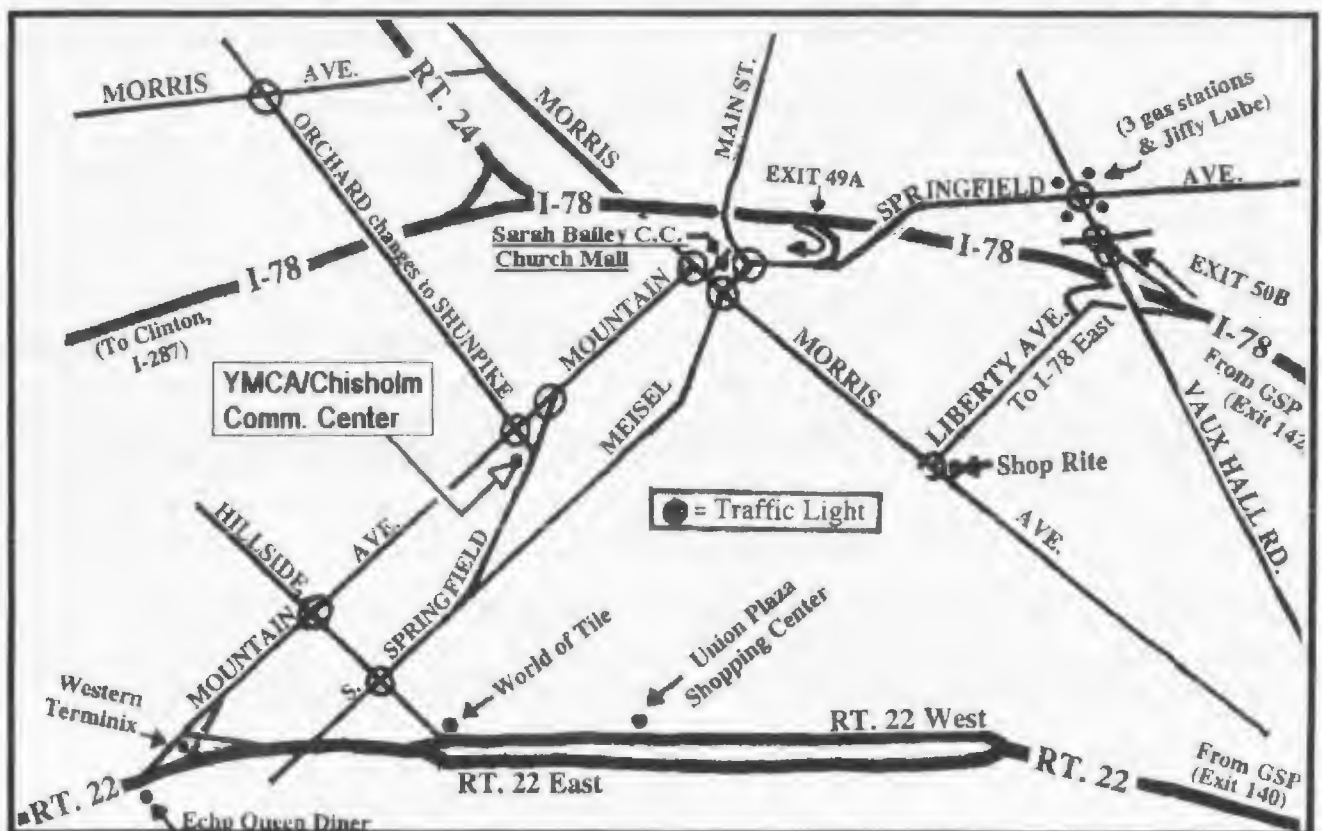 MORRIS AVE.
RT. 24
MORRIS
MAIN ST.
(3 gas stations
& Jiffy Lube)
ORCHARD changes to SHUNPIKE
EXIT 49A
SPRINGFIELD AVE.
I-78
Sarah Bailey C.C.
Church Mall
I-78
I-78
EXIT 50B
(To Clinton,
I-287)
MOUNTAIN
MORRIS
LIBERTY AVE.
To I-78 East
I-78
From GSP
(Exit 142
YMCA/Chisholm
Comm. Center
MEISEL
VAUX HALL RD.
Shop Rite
= Traffic Light
HILLSIDE
AVE.
SPRINGFIELD
AVE.
MOUNTAIN
S.
World of Tile
Union Plaza
Shopping Center
Western
Terminix
RT. 22 West
RT. 22
RT. 22 East
RT. 22
From GSP
(Exit 140)
Echo Queen Diner